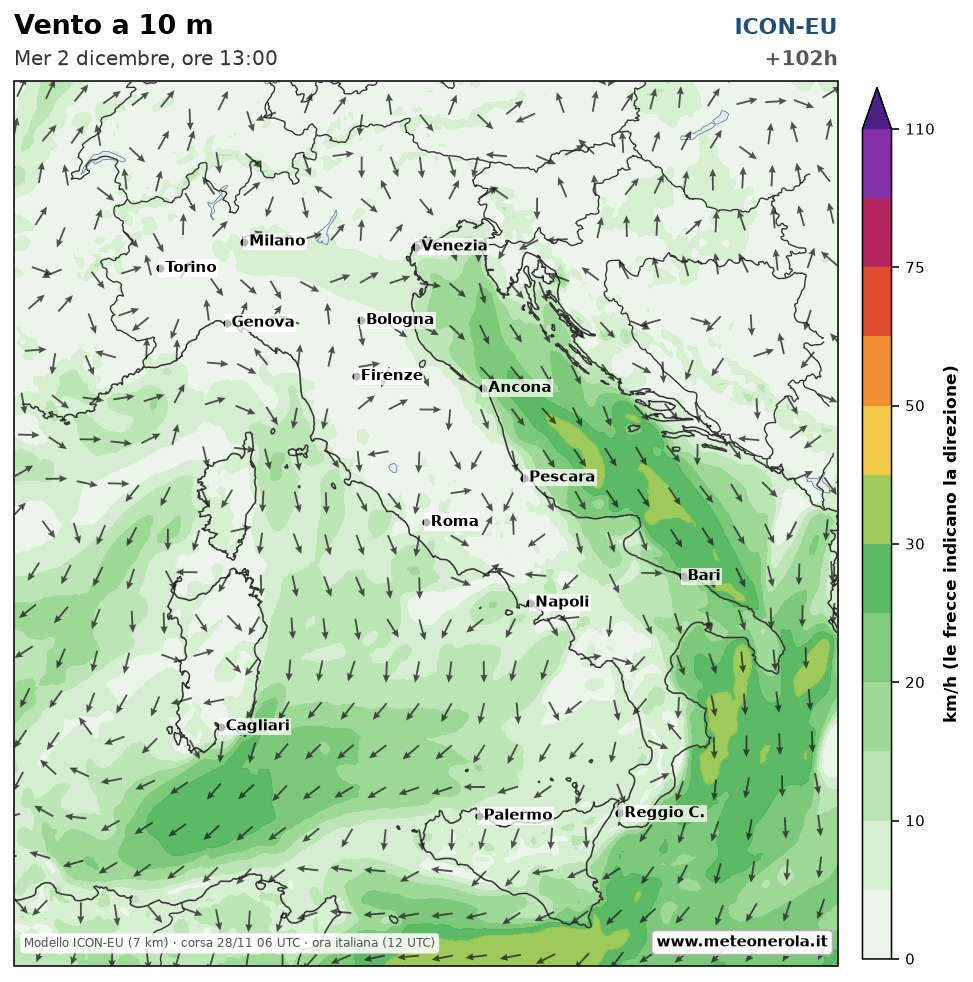 Vento a 10 m
ICON-EU
Mer 2 dicembre, ore 13:00
+102h
110
75
50
30
20
10
0
km/h (le frecce indicano la direzione)
Milano
Venezia
Torino
Genova
Bologna
Firenze
Ancona
Pescara
Roma
Bari
Napoli
Cagliari
Palermo
Reggio C.
Modello ICON-EU (7 km) · corsa 28/11 06 UTC · ora italiana (12 UTC)
www.meteonerola.it